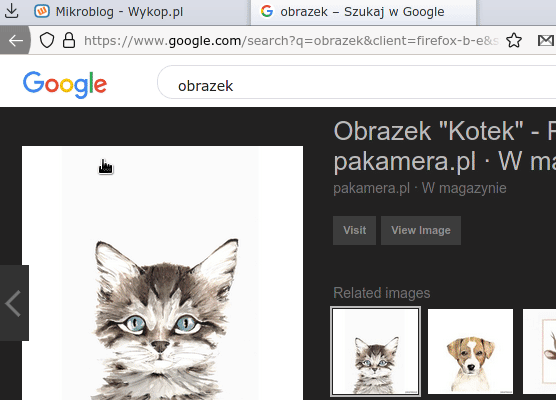 Mikroblog - Wykop.pl
obrazek – Szukaj w Google
https://www.google.com/search?q=obrazek&client=firefox-b-e&s
Google
obrazek
Obrazek "Kotek" - P
pakamera.pl · W ma
pakamera.pl · W magazynie
Visit
View Image
Related images